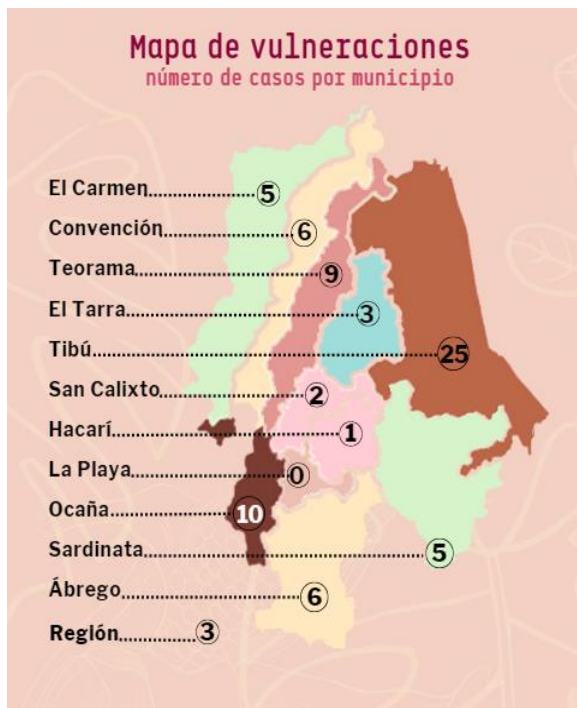 Mapa de vulneraciones
número de casos por municipio
El Carmen 5
Convención 6
Teorama 9
El Tarra 3
Tibú 25
San Calixto 2
Hacarí 1
La Playa 0
Ocaña 10
Sardinata 5
Ábrego 6
Región 3